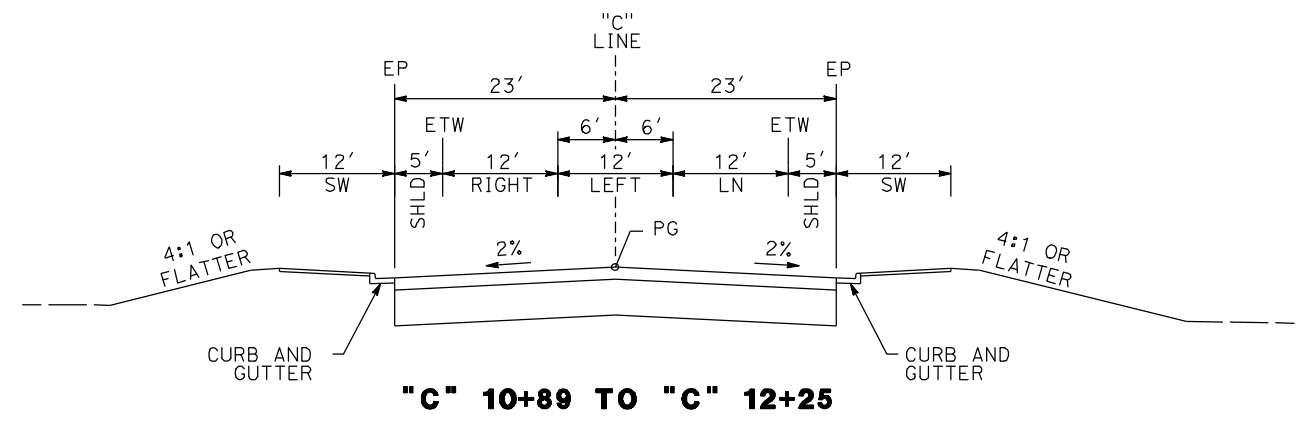 "C"
LINE
EP
EP
23′
23′
ETW
6′
6′
ETW
12′
5′
12′
12′
12′
5′
12′
SW
SHLD
RIGHT
LEFT
LN
SHLD
SW
4:1 OR
FLATTER
2%
PG
2%
4:1 OR
FLATTER
CURB AND
GUTTER
CURB AND
GUTTER
"C" 10+89 TO "C" 12+25